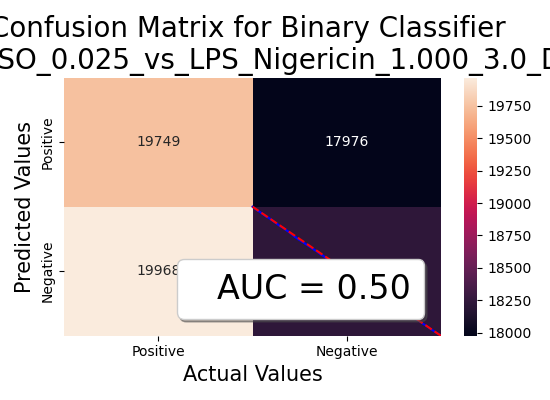 Confusion Matrix for Binary Classifier
SO_0.025_vs_LPS_Nigericin_1.000_3.0_D
Predicted Values
Positive
Negative
19749
17976
19968
AUC = 0.50
Positive
Negative
Actual Values
19750
19500
19250
19000
18750
18500
18250
18000